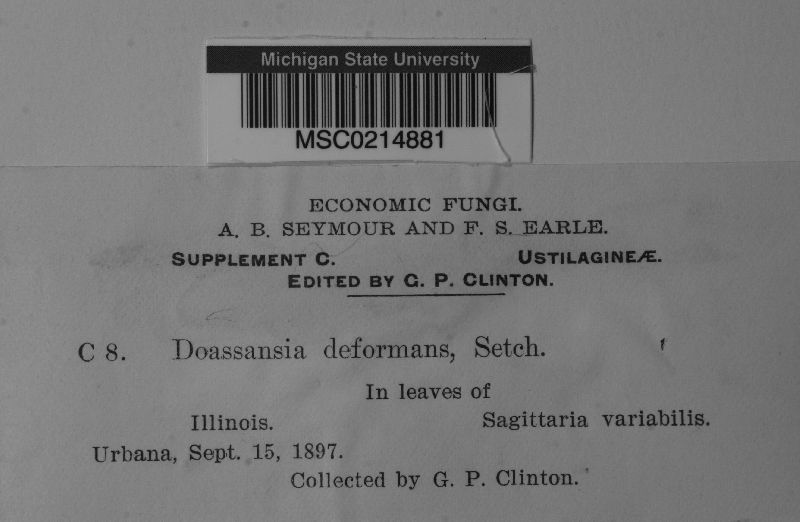 Michigan State University
MSC0214881
ECONOMIC FUNGI.
A. B. SEYMOUR AND F. S. EARLE.
SUPPLEMENT C. USTILAGINEÆ.
EDITED BY G. P. CLINTON.
C 8. Doassansia deformans, Setch.
In leaves of
Illinois. Sagittaria variabilis.
Urbana, Sept. 15, 1897.
Collected by G. P. Clinton.